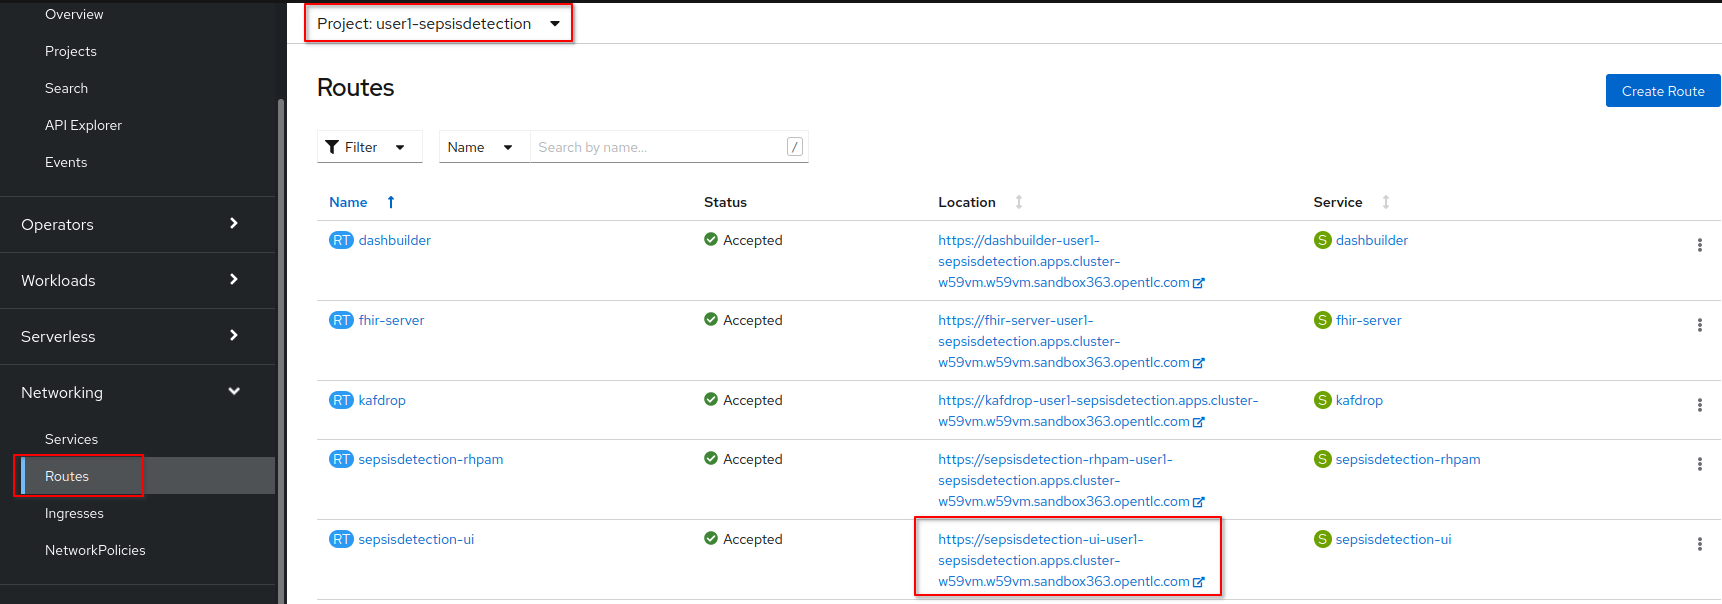 Overview
Projects
Search
API Explorer
Events
Operators
Workloads
Serverless
Networking
Services
Routes
Ingresses
NetworkPolicies
Project: user1-sepsisdetection
Routes
Create Route
Filter Name Search by name... /
Name Status Location Service
RT dashbuilder Accepted https://dashbuilder-user1- S dashbuilder
sepsisdetection.apps.cluster-
w59vm.w59vm.sandbox363.opentlc.com
RT fhir-server Accepted https://fhir-server-user1- S fhir-server
sepsisdetection.apps.cluster-
w59vm.w59vm.sandbox363.opentlc.com
RT kafdrop Accepted https://kafdrop-user1-sepsisdetection.apps.cluster- S kafdrop
w59vm.w59vm.sandbox363.opentlc.com
RT sepsisdetection-rhpam Accepted https://sepsisdetection-rhpam-user1- S sepsisdetection-rhpam
sepsisdetection.apps.cluster-
w59vm.w59vm.sandbox363.opentlc.com
RT sepsisdetection-ui Accepted https://sepsisdetection-ui-user1- S sepsisdetection-ui
sepsisdetection.apps.cluster-
w59vm.w59vm.sandbox363.opentlc.com